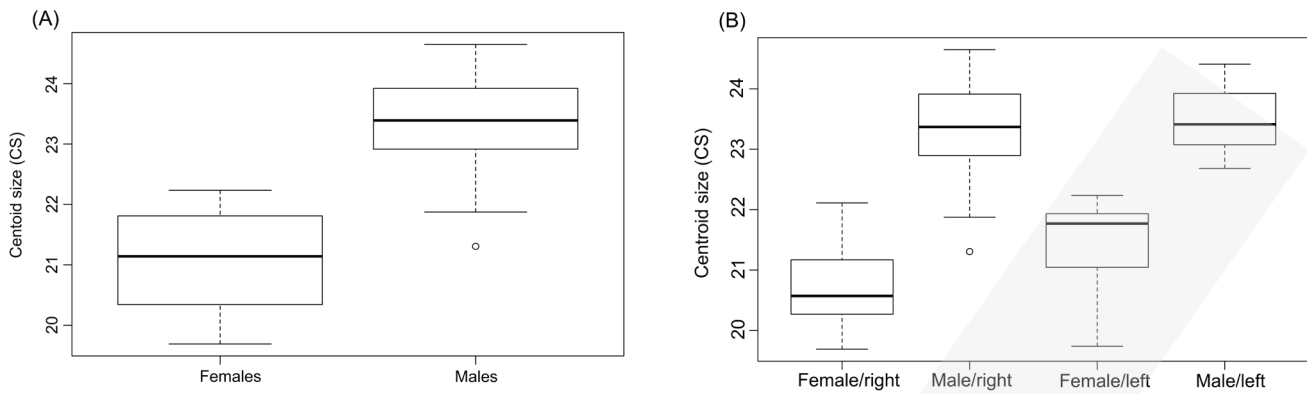 (A)
Centoid size (CS)
24
23
22
21
20
Females Males
(B)
Centroid size (CS)
24
23
22
21
20
Female/right Male/right Female/left Male/left